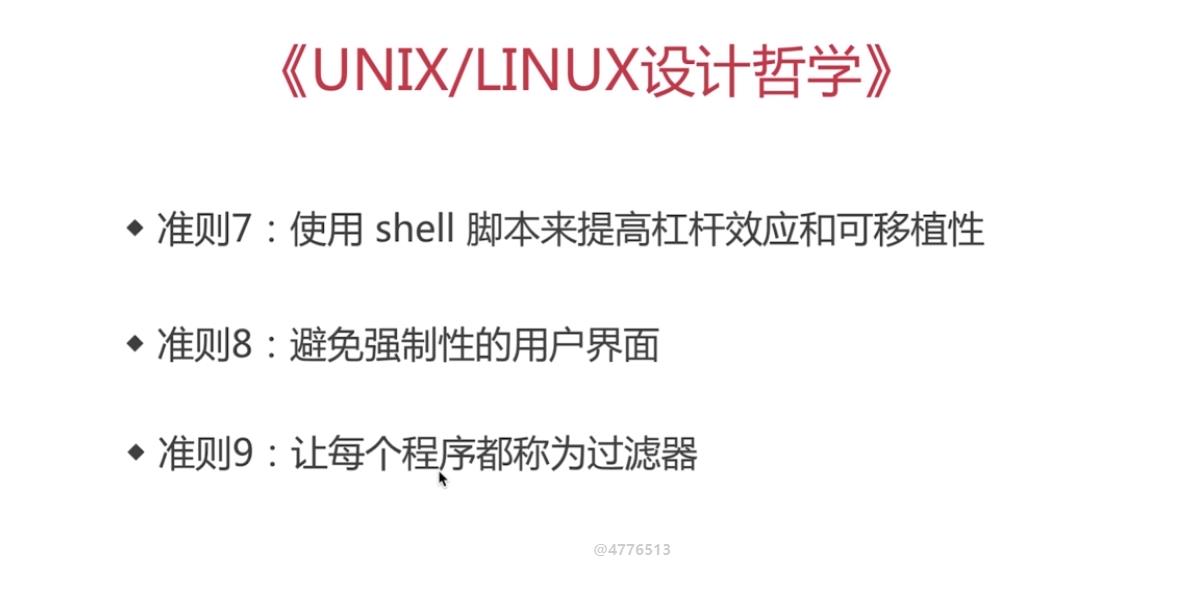 《UNIX/LINUX设计哲学》
◆ 准则7：使用 shell 脚本来提高杠杆效应和可移植性
◆ 准则8：避免强制性的用户界面
◆ 准则9：让每个程序都称为过滤器
@4776513